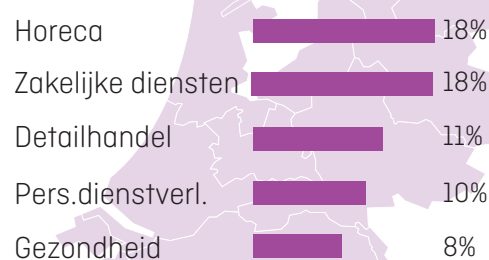 Horeca 18%
Zakelijke diensten 18%
Detailhandel 11%
Pers.dienstverl. 10%
Gezondheid 8%